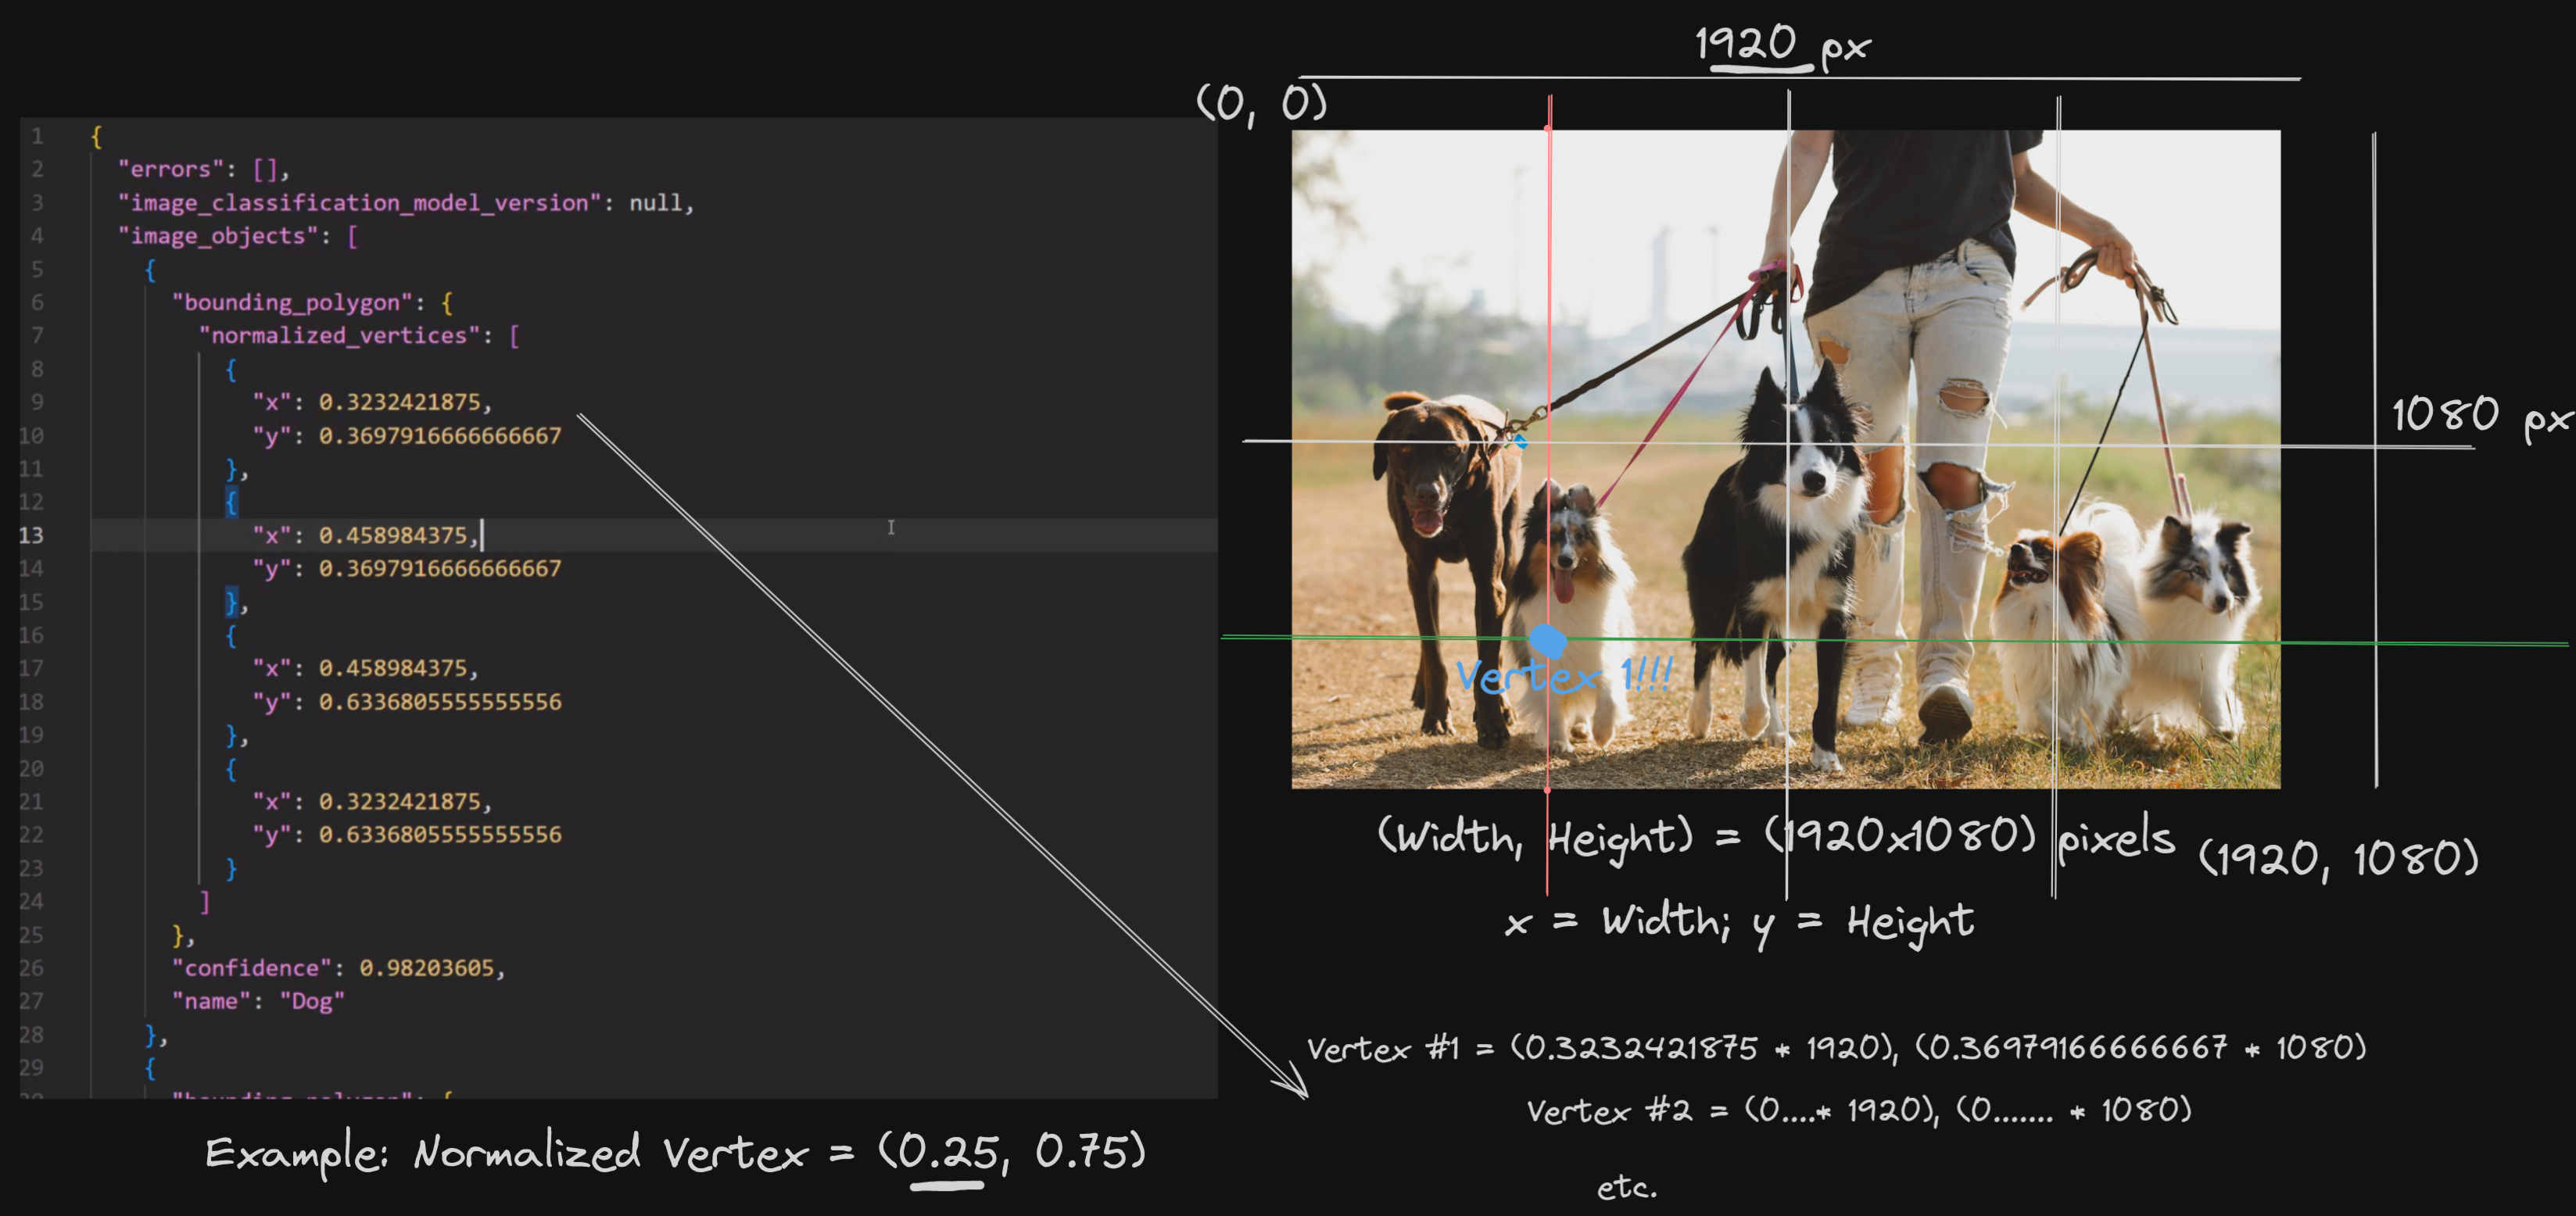 1920 px
(0, 0)
1 {
2 "errors": [],
3 "image_classification_model_version": null,
4 "image_objects": [
5 {
6 "bounding_polygon": {
7 "normalized_vertices": [
8 {
9 "x": 0.3232421875,
10 "y": 0.3697916666666667
11 },
12 {
13 "x": 0.458984375,
14 "y": 0.3697916666666667
15 },
16 {
17 "x": 0.458984375,
18 "y": 0.6336805555555556
19 },
20 {
21 "x": 0.3232421875,
22 "y": 0.6336805555555556
23 }
24 ]
25 },
26 "confidence": 0.98203605,
27 "name": "Dog"
28 },
29 {
30 "bounding_polygon": {
1080 px
Vertex 1!!!
(Width, Height) = (1920x1080) pixels
(1920, 1080)
x = Width; y = Height
Vertex #1 = (0.3232421875 * 1920), (0.36979166666667 * 1080)
Vertex #2 = (0....* 1920), (0....... * 1080)
etc.
Example: Normalized Vertex = (0.25, 0.75)